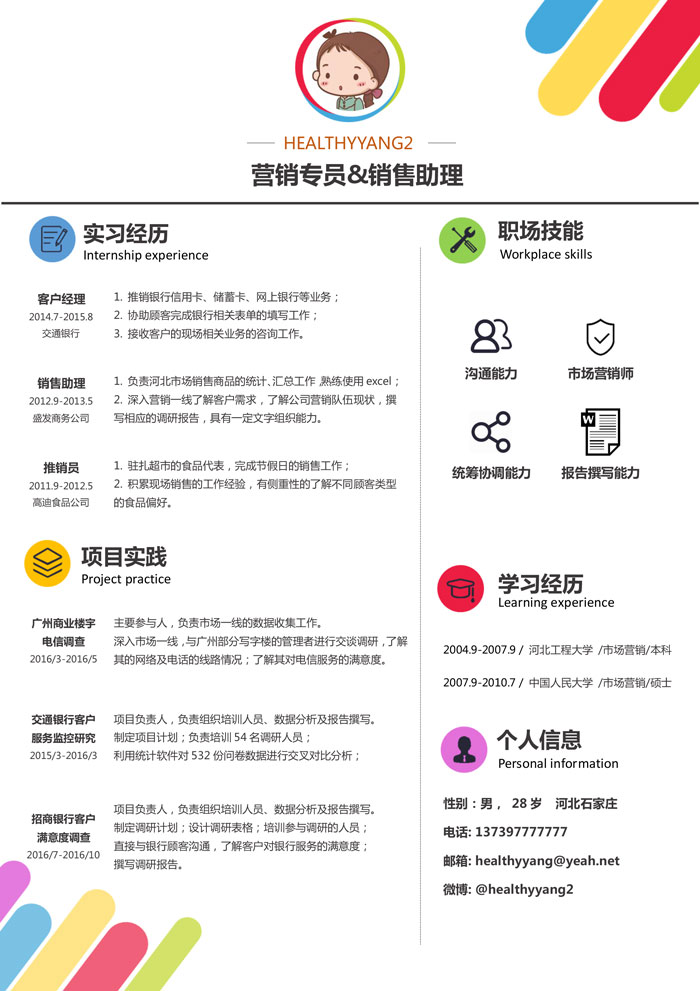 HEALTHYYANG2
营销专员&销售助理
实习经历
Internship experience
客户经理
2014.7-2015.8
交通银行
1. 推销银行信用卡、储蓄卡、网上银行等业务；
2. 协助顾客完成银行相关表单的填写工作；
3. 接收客户的现场相关业务的咨询工作。
销售助理
2012.9-2013.5
盛发商务公司
1. 负责河北市场销售商品的统计、汇总工作，熟练使用 excel；
2. 深入营销一线了解客户需求，了解公司营销队伍现状，撰
写相应的调研报告，具有一定文字组织能力。
推销员
2011.9-2012.5
高迪食品公司
1. 驻扎超市的食品代表，完成节假日的销售工作；
2. 积累现场销售的工作经验，有侧重性的了解不同顾客类型
的食品偏好。
项目实践
Project practice
广州商业楼宇
电信调查
2016/3-2016/5
主要参与人，负责市场一线的数据收集工作。
深入市场一线，与广州部分写字楼的管理者进行交谈调研，了解
其的网络及电话的线路情况；了解其对电信服务的满意度。
交通银行客户
服务监控研究
2015/3-2016/3
项目负责人，负责组织培训人员、数据分析及报告撰写。
制定项目计划；负责培训 54 名调研人员；
利用统计软件对 532 份问卷数据进行交叉对比分析；
招商银行客户
满意度调查
2016/7-2016/10
项目负责人，负责组织培训人员、数据分析及报告撰写。
制定调研计划；设计调研表格；培训参与调研的人员；
直接与银行顾客沟通，了解客户对银行服务的满意度；
撰写调研报告。
职场技能
Workplace skills
沟通能力
市场营销师
W
统筹协调能力
报告撰写能力
学习经历
Learning experience
2004.9-2007.9 / 河北工程大学 /市场营销/本科
2007.9-2010.7 / 中国人民大学 /市场营销/硕士
个人信息
Personal information
性别：男， 28 岁 河北石家庄
电话: 137397777777
邮箱: healthyyang@yeah.net
微博: @healthyyang2